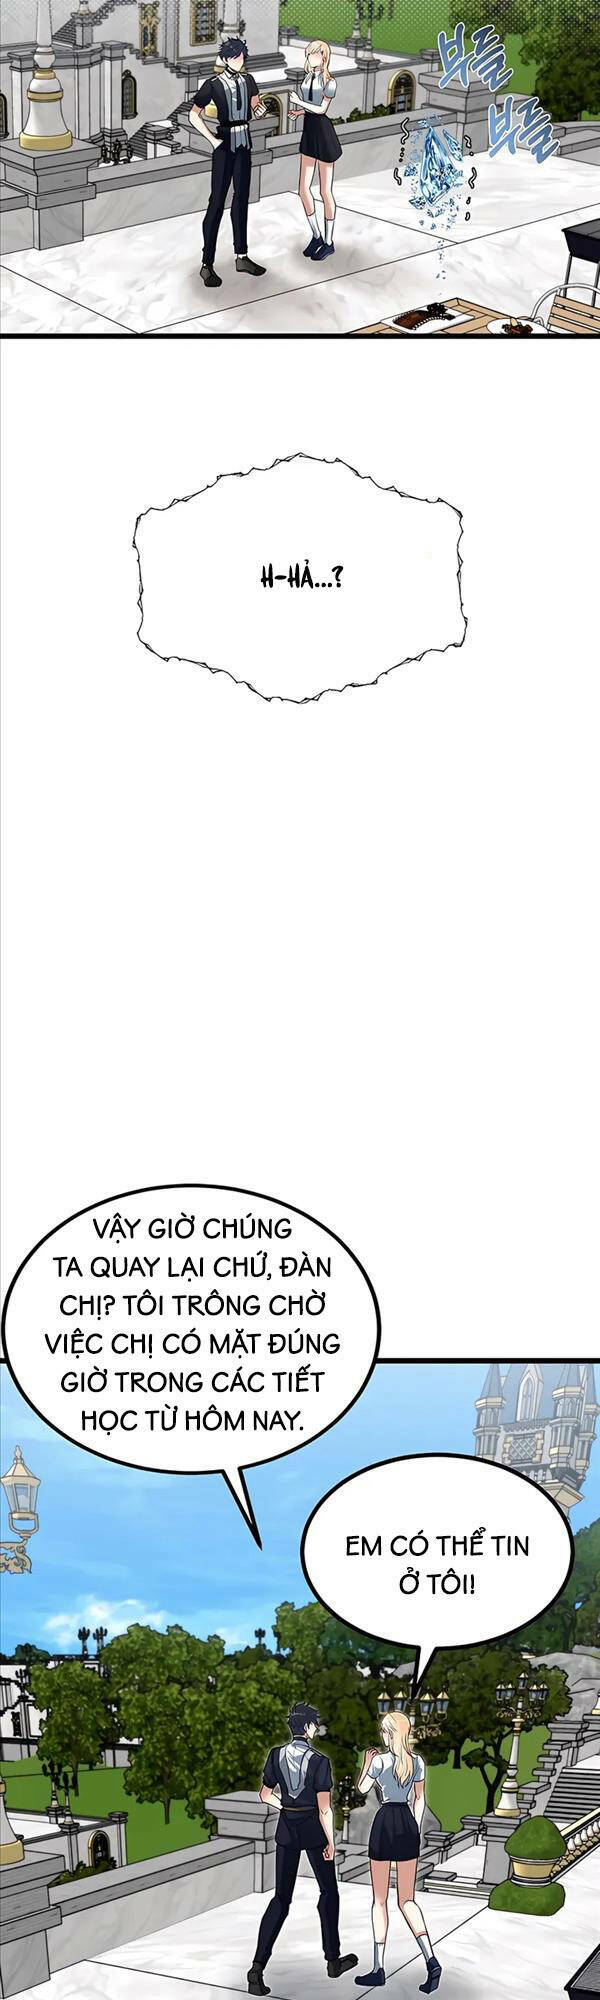 부들
부들
H-HẢ...?
VẬY GIỜ CHÚNG
TA QUAY LẠI CHỨ, ĐÀN
CHỊ? TÔI TRÔNG CHỜ
VIỆC CHỊ CÓ MẶT ĐÚNG
GIỜ TRONG CÁC TIẾT
HỌC TỪ HÔM NAY.
EM CÓ THỂ TIN
Ở TÔI!